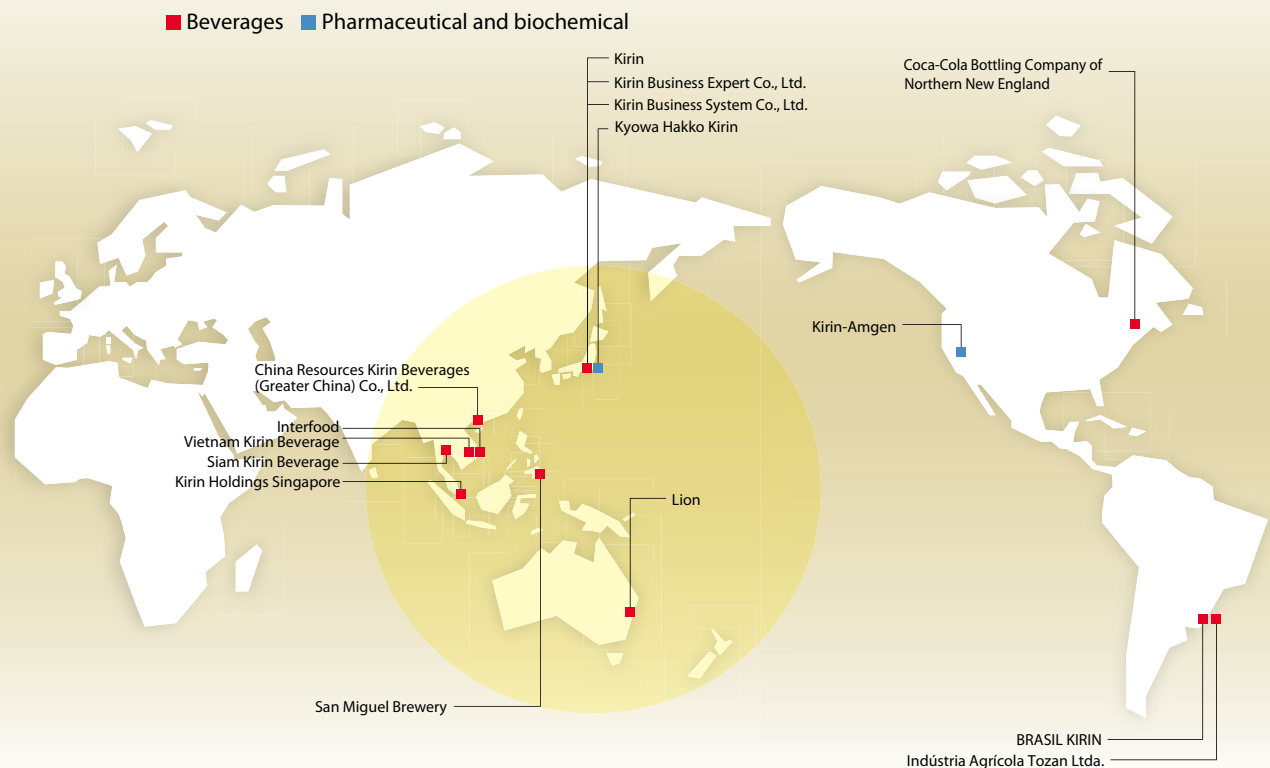 Beverages
Pharmaceutical and biochemical
Kirin
Kirin Business Expert Co., Ltd.
Kirin Business System Co., Ltd.
Kyowa Hakko Kirin
Coca-Cola Bottling Company of
Northern New England
Kirin-Amgen
China Resources Kirin Beverages
(Greater China) Co., Ltd.
Interfood
Vietnam Kirin Beverage
Siam Kirin Beverage
Kirin Holdings Singapore
Lion
San Miguel Brewery
BRASIL KIRIN
Indústria Agrícola Tozan Ltda.